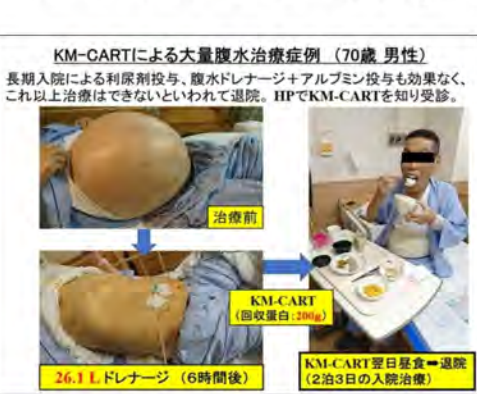 KM-CARTによる大量腹水治療症例 （70歳 男性）
長期入院による利尿剤投与、腹水ドレナージ＋アルブミン投与も効果なく、
これ以上治療はできないといわれて退院。HPでKM-CARTを知り受診。
治療前
KM-CART
（回収蛋白：200g）
26.1 Lドレナージ （6時間後）
KM-CART翌日昼食➡退院
（2泊3日の入院治療）